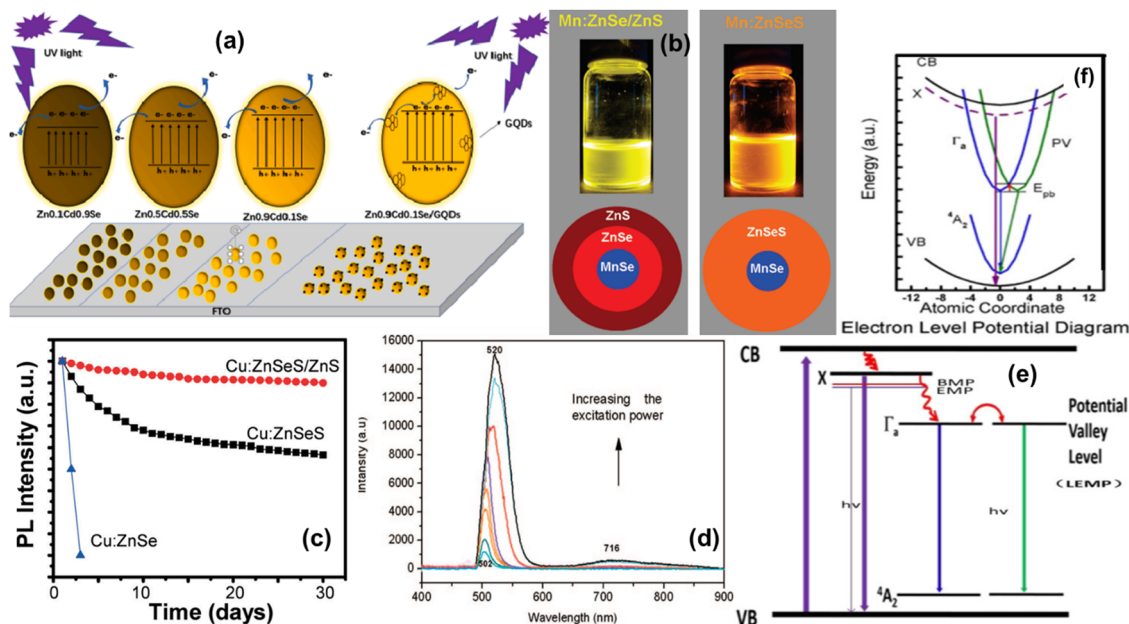 (a)
UV light
UV light
e-
e-
e-
e-
e-
e- e- e- e-
e- e- e- e-
e- e- e- e-
e- e- e- e-
GQDs
h+ h+ h+ h+
h+ h+ h+ h+
h+ h+ h+ h+
h+ h+ h+ h+
Zn0.1Cd0.9Se
Zn0.5Cd0.5Se
Zn0.9Cd0.1Se
Zn0.9Cd0.1Se/GQDs
FTO
Mn:ZnSe/ZnS
(b)
Mn:ZnSeS
ZnS
ZnSe
MnSe
ZnSeS
MnSe
(f)
CB
X
Γa
PV
Epb
⁴A₂
VB
Energy (a.u.)
-10 -8 -4 0 4 8 12
Atomic Coordinate
Electron Level Potential Diagram
(c)
PL Intensity (a.u.)
Cu:ZnSeS/ZnS
Cu:ZnSeS
Cu:ZnSe
0 10 20 30
Time (days)
(d)
Intansity (a.u)
16000
14000
12000
10000
8000
6000
4000
2000
0
520
502
716
Increasing the
excitation power
400 500 600 700 800 900
Wavelength (nm)
(e)
CB
X
BMP
EMP
Γa
Potential
Valley
Level
(LEMP)
hν
hν
⁴A₂
VB